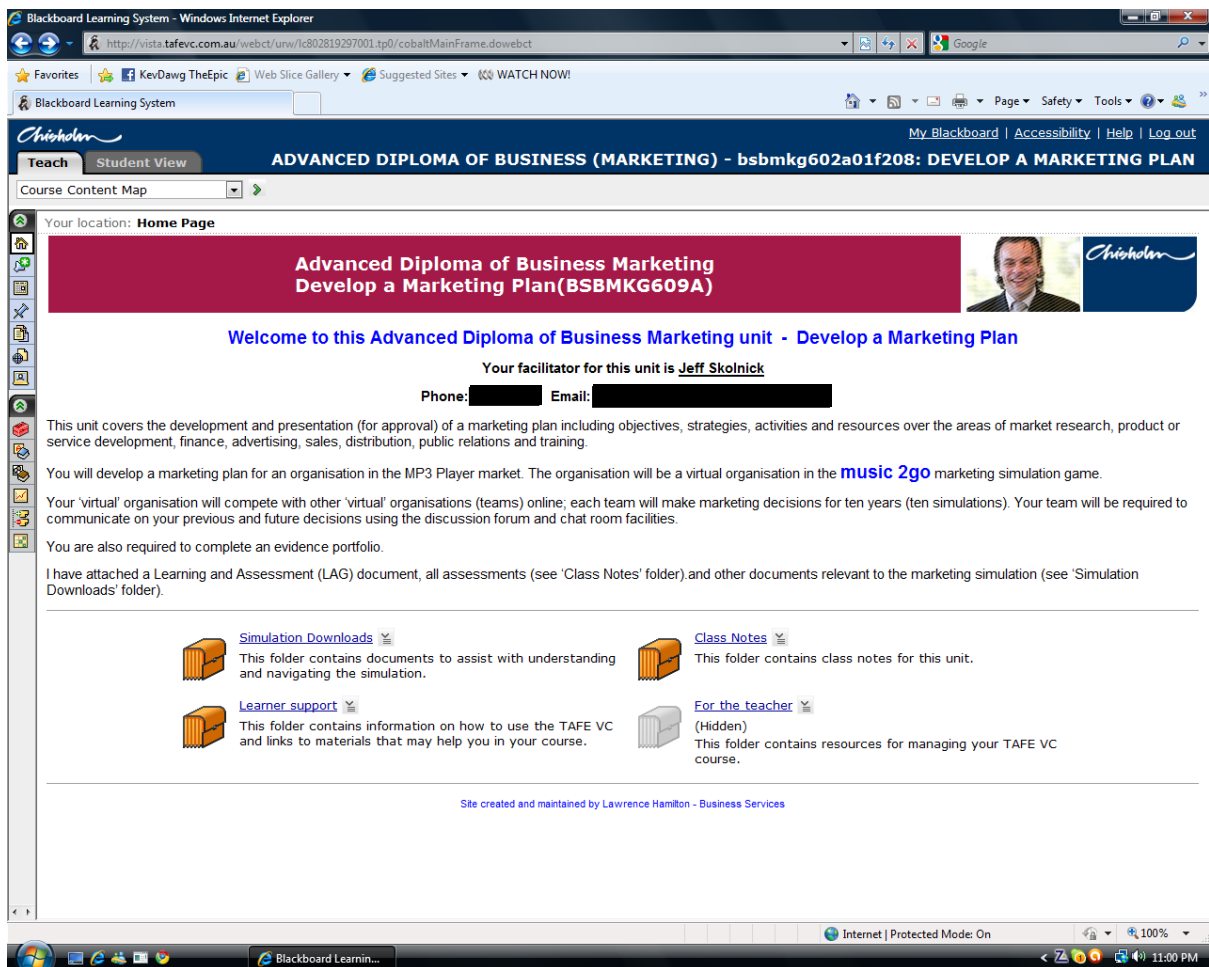 Blackboard Learning System - Windows Internet Explorer
http://vista.tafevc.com.au/webct/urw/lc802819297001.tp0/cobaltMainFrame.dowebct
Google
Favorites KevDawg TheEpic Web Slice Gallery Suggested Sites WATCH NOW!
Blackboard Learning System
Page Safety Tools
Chisholm
My Blackboard | Accessibility | Help | Log out
Teach Student View ADVANCED DIPLOMA OF BUSINESS (MARKETING) - bsbmkg602a01f208: DEVELOP A MARKETING PLAN
Course Content Map
Your location: Home Page
Advanced Diploma of Business Marketing
Develop a Marketing Plan(BSBMKG609A)
Chisholm
Welcome to this Advanced Diploma of Business Marketing unit - Develop a Marketing Plan
Your facilitator for this unit is Jeff Skolnick
Phone: Email:
This unit covers the development and presentation (for approval) of a marketing plan including objectives, strategies, activities and resources over the areas of market research, product or
service development, finance, advertising, sales, distribution, public relations and training.
You will develop a marketing plan for an organisation in the MP3 Player market. The organisation will be a virtual organisation in the music 2go marketing simulation game.
Your 'virtual' organisation will compete with other 'virtual' organisations (teams) online; each team will make marketing decisions for ten years (ten simulations). Your team will be required to
communicate on your previous and future decisions using the discussion forum and chat room facilities.
You are also required to complete an evidence portfolio.
I have attached a Learning and Assessment (LAG) document, all assessments (see 'Class Notes' folder).and other documents relevant to the marketing simulation (see 'Simulation
Downloads' folder).
Simulation Downloads
This folder contains documents to assist with understanding
and navigating the simulation.
Class Notes
This folder contains class notes for this unit.
Learner support
This folder contains information on how to use the TAFE VC
and links to materials that may help you in your course.
For the teacher
(Hidden)
This folder contains resources for managing your TAFE VC
course.
Site created and maintained by Lawrence Hamilton - Business Services
Internet | Protected Mode: On 100%
Blackboard Learnin... 11:00 PM